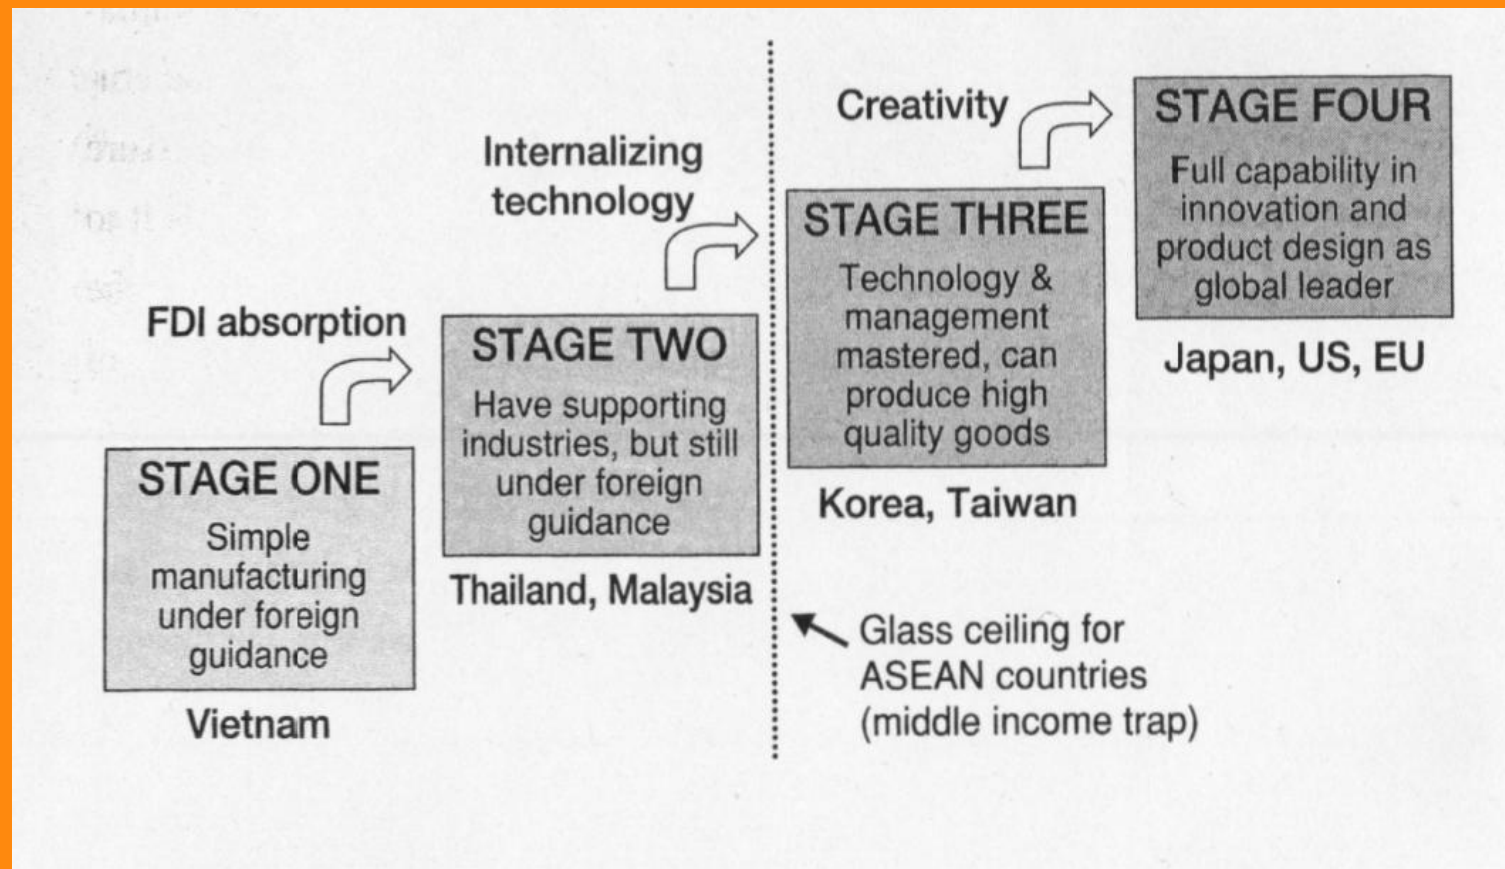 FDI absorption
STAGE ONE
Simple
manufacturing
under foreign
guidance
Vietnam
Internalizing
technology
STAGE TWO
Have supporting
industries, but still
under foreign
guidance
Thailand, Malaysia
Creativity
STAGE THREE
Technology &
management
mastered, can
produce high
quality goods
Korea, Taiwan
STAGE FOUR
Full capability in
innovation and
product design as
global leader
Japan, US, EU
Glass ceiling for
ASEAN countries
(middle income trap)